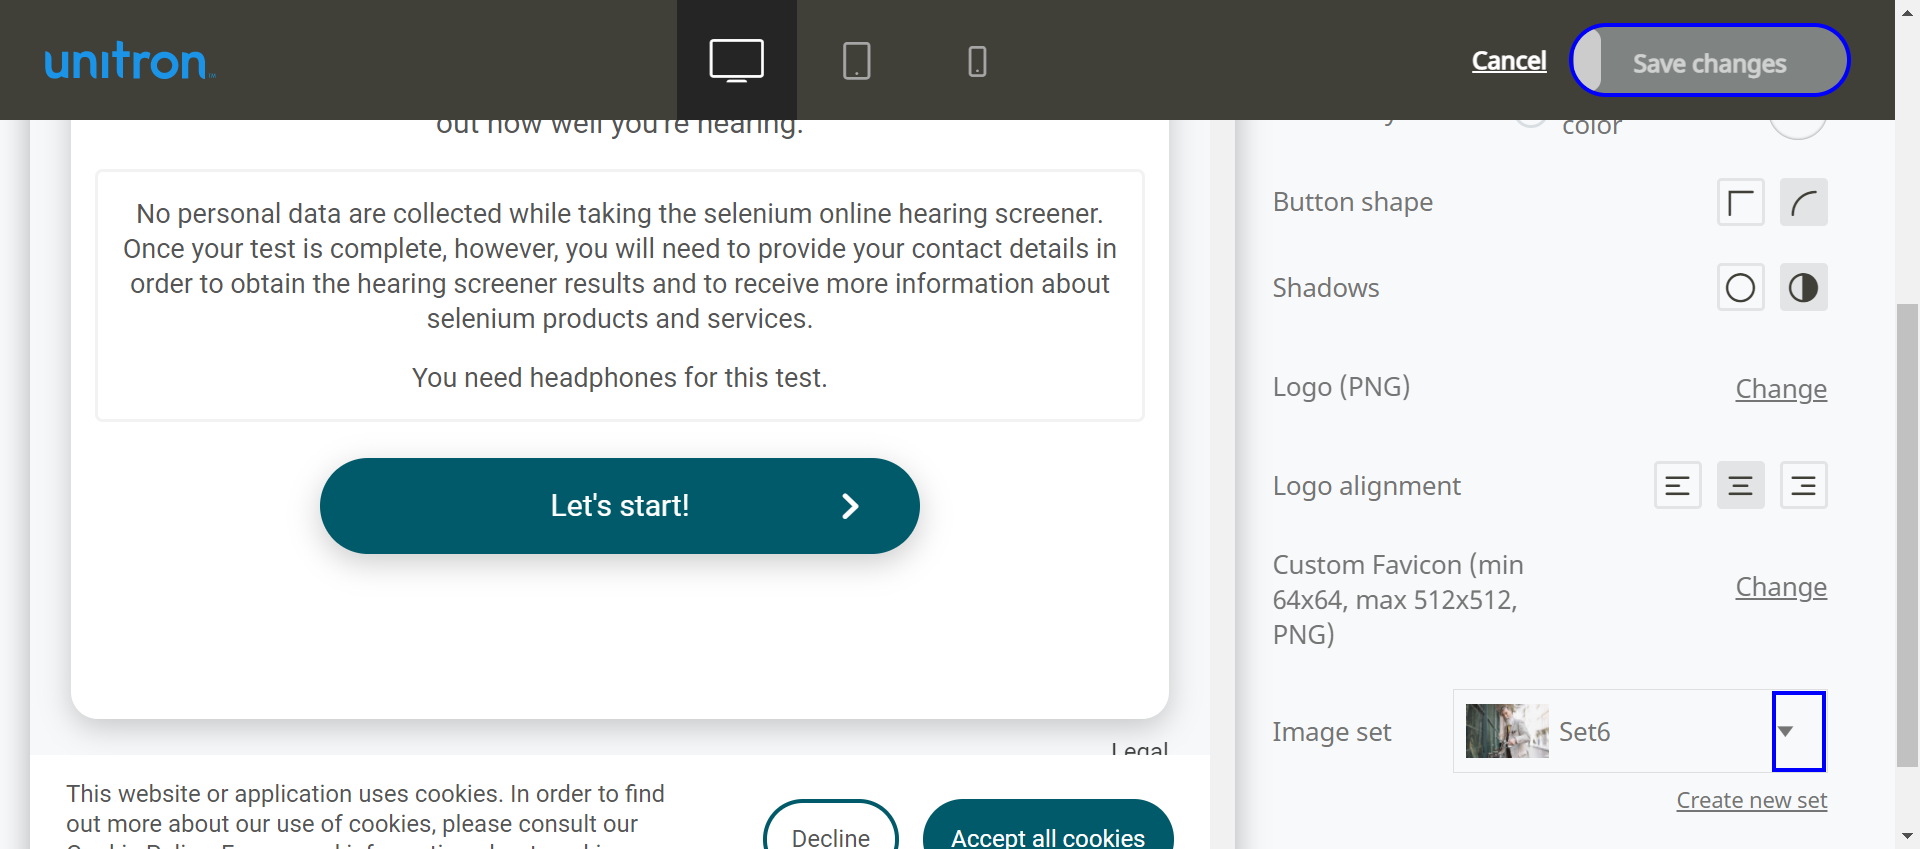 unitron
Cancel
Save changes
out how well you're hearing.
No personal data are collected while taking the selenium online hearing screener.
Once your test is complete, however, you will need to provide your contact details in
order to obtain the hearing screener results and to receive more information about
selenium products and services.
You need headphones for this test.
Let's start!
Legal
This website or application uses cookies. In order to find
out more about our use of cookies, please consult our
Decline
Accept all cookies
color
Button shape
Shadows
Logo (PNG)
Change
Logo alignment
Custom Favicon (min
64x64, max 512x512,
PNG)
Change
Image set
Set6
Create new set